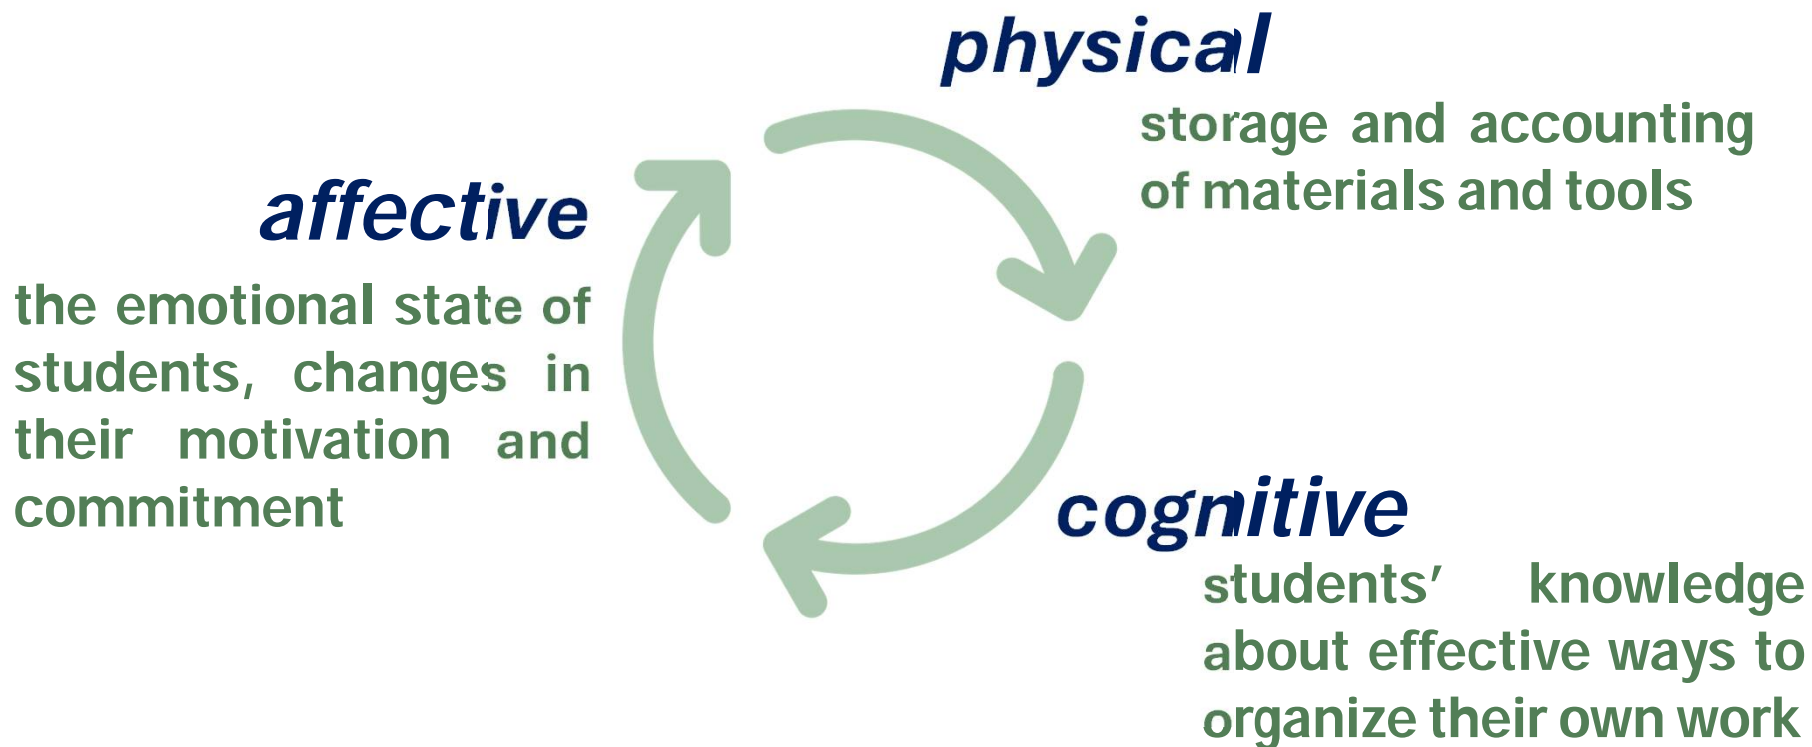 physical
storage and accounting
of materials and tools
affective
the emotional state of
students, changes in
their motivation and
commitment
cognitive
students' knowledge
about effective ways to
organize their own work